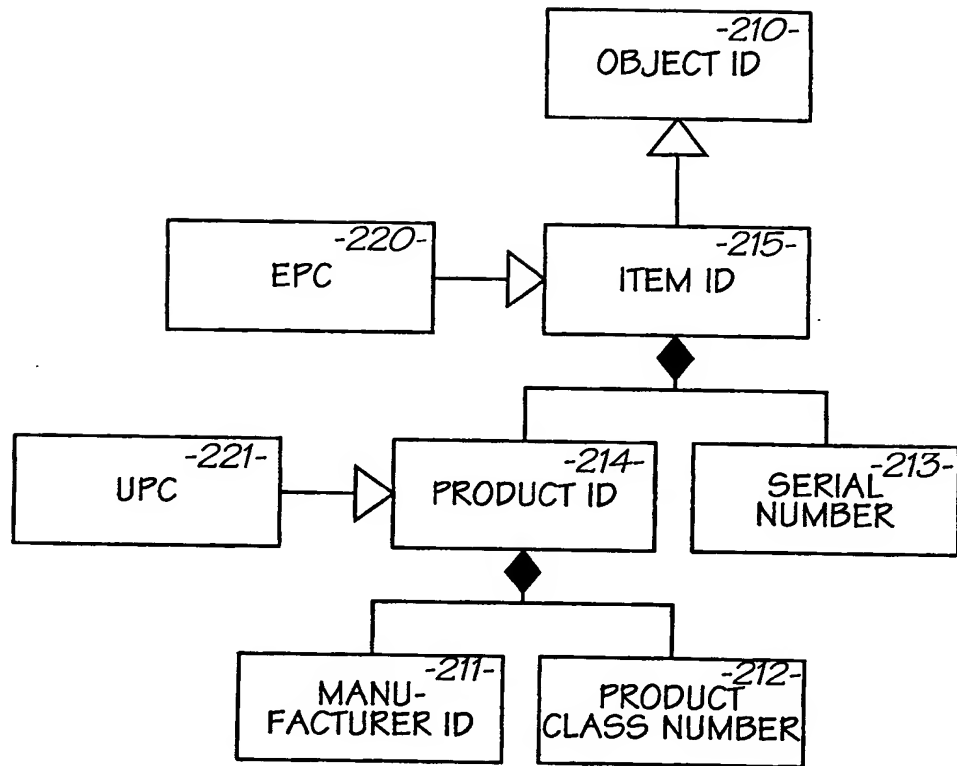 -210-
OBJECT ID
-220-
EPC
-215-
ITEM ID
-221-
UPC
-214-
PRODUCT ID
-213-
SERIAL
NUMBER
-211-
MANU-
FACTURER ID
-212-
PRODUCT
CLASS NUMBER